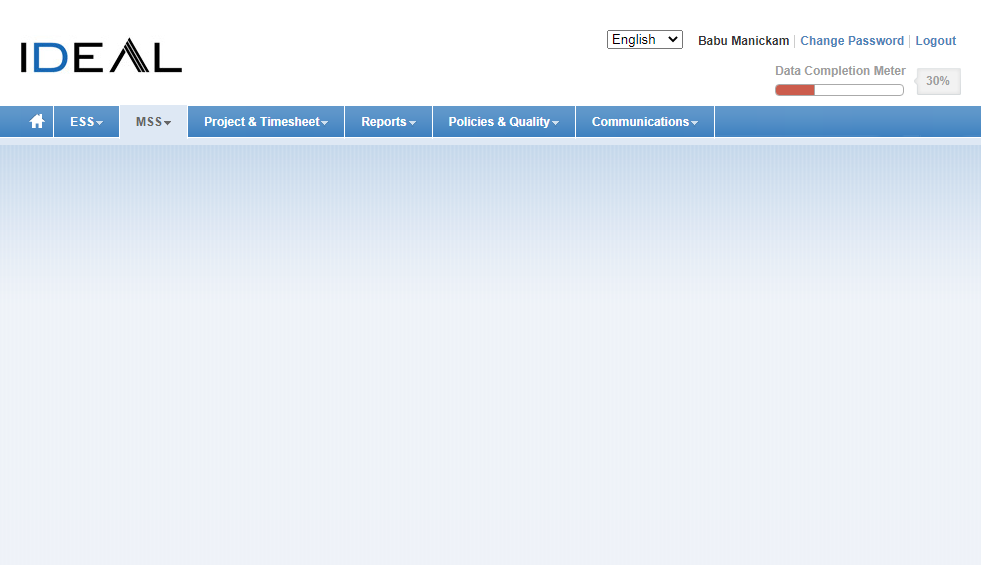 IDEAL
English
Babu Manickam
Change Password
Logout
Data Completion Meter
30%
ESS
MSS
Project & Timesheet
Reports
Policies & Quality
Communications